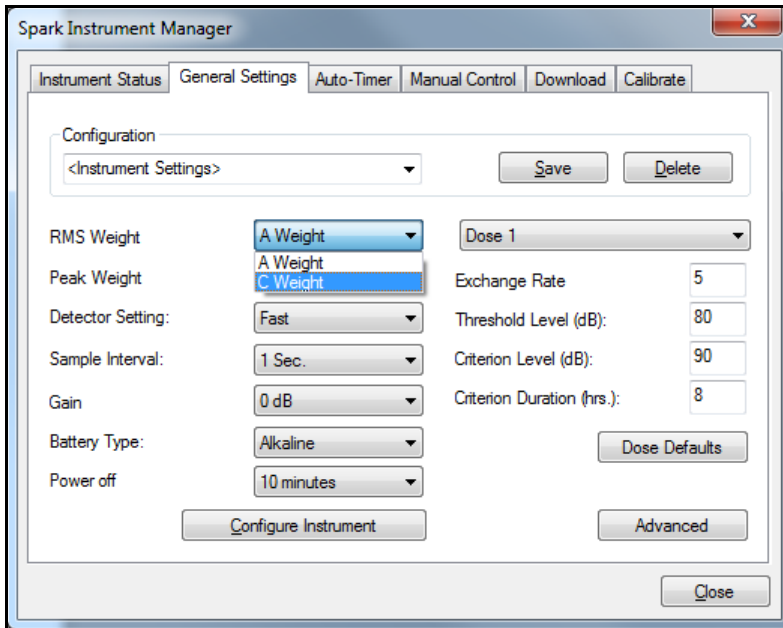 Spark Instrument Manager
x
Instrument Status General Settings Auto-Timer Manual Control Download Calibrate
Configuration
<Instrument Settings> Save Delete
RMS Weight A Weight Dose 1
A Weight
Peak Weight C Weight Exchange Rate 5
Detector Setting: Fast Threshold Level (dB): 80
Sample Interval: 1 Sec. Criterion Level (dB): 90
Gain 0 dB Criterion Duration (hrs.): 8
Battery Type: Alkaline Dose Defaults
Power off 10 minutes
Configure Instrument Advanced
Close